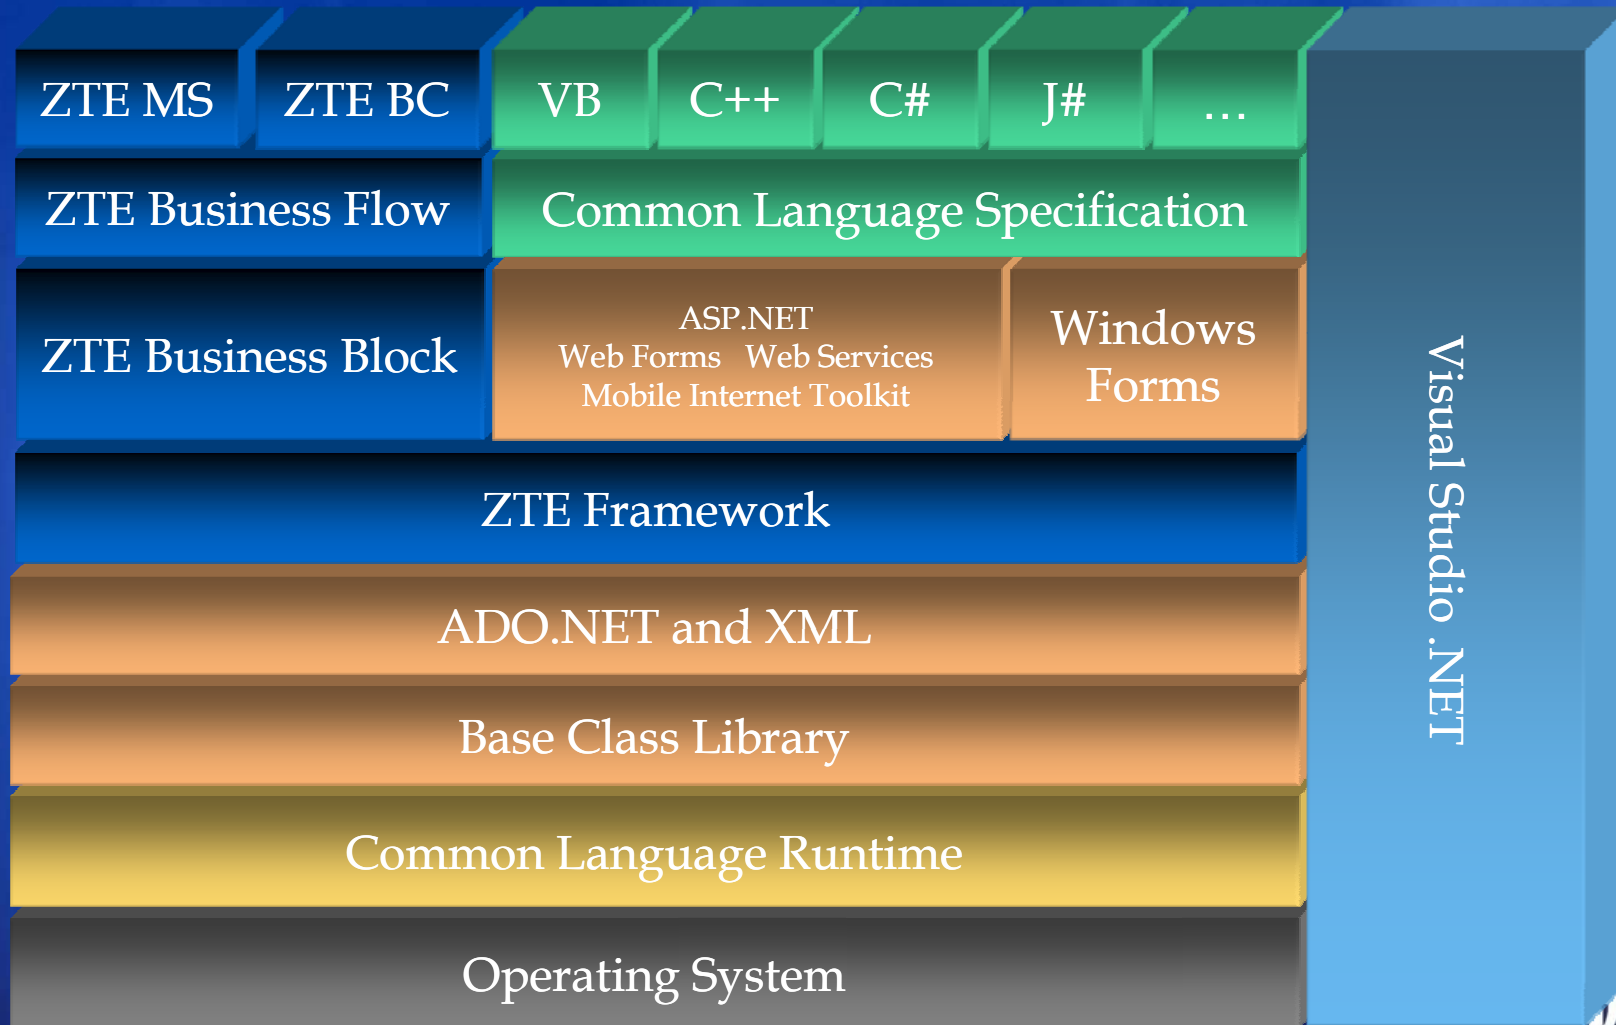 ZTE MS
ZTE BC
VB
C++
C#
J#
...
ZTE Business Flow
Common Language Specification
ZTE Business Block
ASP.NET
Web Forms Web Services
Mobile Internet Toolkit
Windows
Forms
ZTE Framework
ADO.NET and XML
Base Class Library
Common Language Runtime
Operating System
Visual Studio .NET